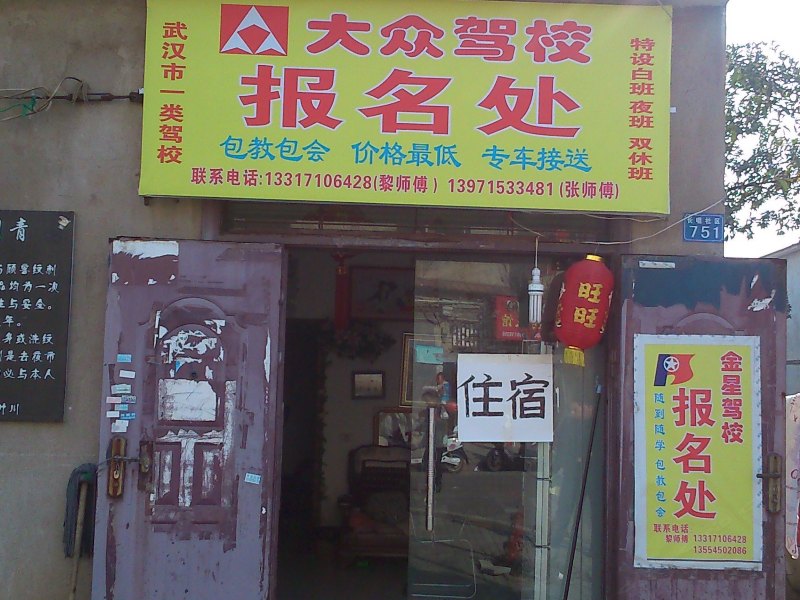 武汉市一类驾校
大众驾校
报名处
包教包会 价格最低 专车接送
联系电话:13317106428(黎师傅) 13971533481(张师傅)
特设白班 夜班 双休班
751
青
旺旺
住宿
金星驾校
报名处
随到随学 包教包会
联系电话
黎师傅 13317106428
13554502086